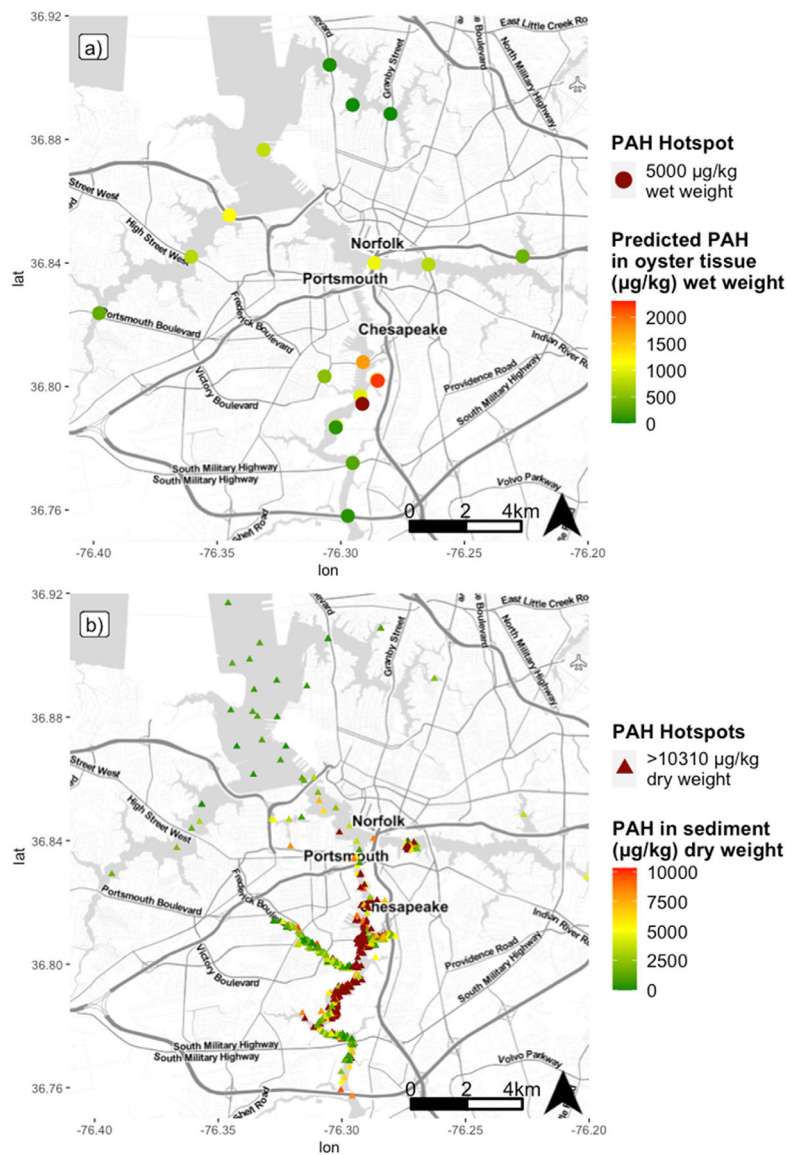 36.92
36.88
36.84
36.80
36.76
lat
a)
East Little Creek Ro
North Military Highway
Granby Street
Street West
High Street West
Norfolk
Portsmouth
Portsmouth Boulevard
Frederick Boulevard
Chesapeake
Victory Boulevard
Indian River R
Providence Road
South Military Highway
South Military Highway
South Military Highway
Volvo Parkway
0 2 4km
-76.40 -76.35 -76.30 -76.25 -76.20
lon
PAH Hotspot
5000 µg/kg
wet weight
Predicted PAH
in oyster tissue
(µg/kg) wet weight
2000
1500
1000
500
0
36.92
36.88
36.84
36.80
36.76
lat
b)
East Little Creek Ro
North Military Highway
Granby Street
Street West
High Street West
Norfolk
Portsmouth
Portsmouth Boulevard
Frederick Boulevard
Chesapeake
Victory Boulevard
Indian River R
Providence Road
South Military Highway
South Military Highway
South Military Highway
Volvo Parkway
0 2 4km
-76.40 -76.35 -76.30 -76.25 -76.20
lon
PAH Hotspots
>10310 µg/kg
dry weight
PAH in sediment
(µg/kg) dry weight
10000
7500
5000
2500
0